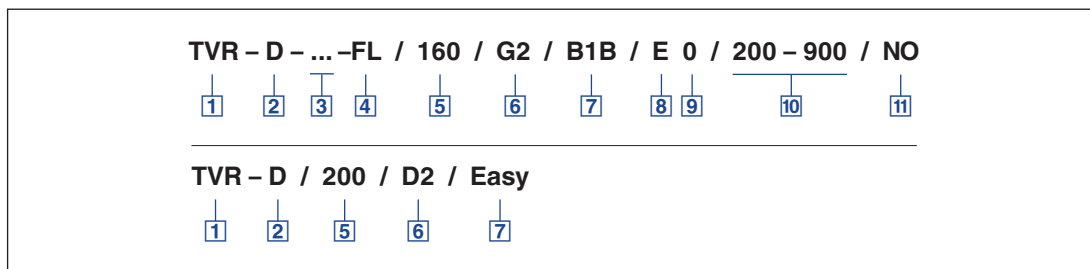 TVR – D – ... –FL / 160 / G2 / B1B / E 0 / 200 – 900 / NO
1 2 3 4 5 6 7 8 9 10 11
TVR – D / 200 / D2 / Easy
1 2 5 6 7